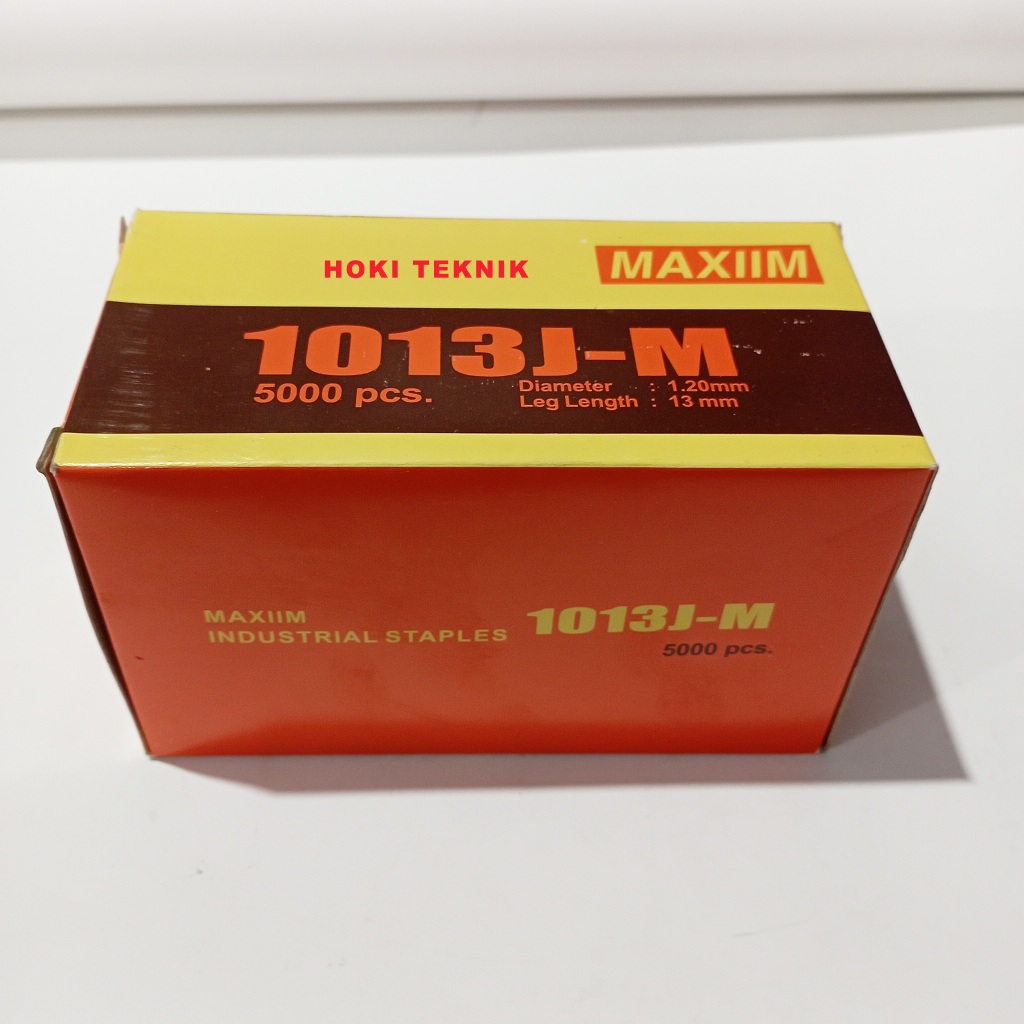 HOKI TEKNIK
MAXIIM
1013J-M
5000 pcs.
Diameter : 1.20mm
Leg Length : 13 mm
MAXIIM
INDUSTRIAL STAPLES
1013J-M
5000 pcs.